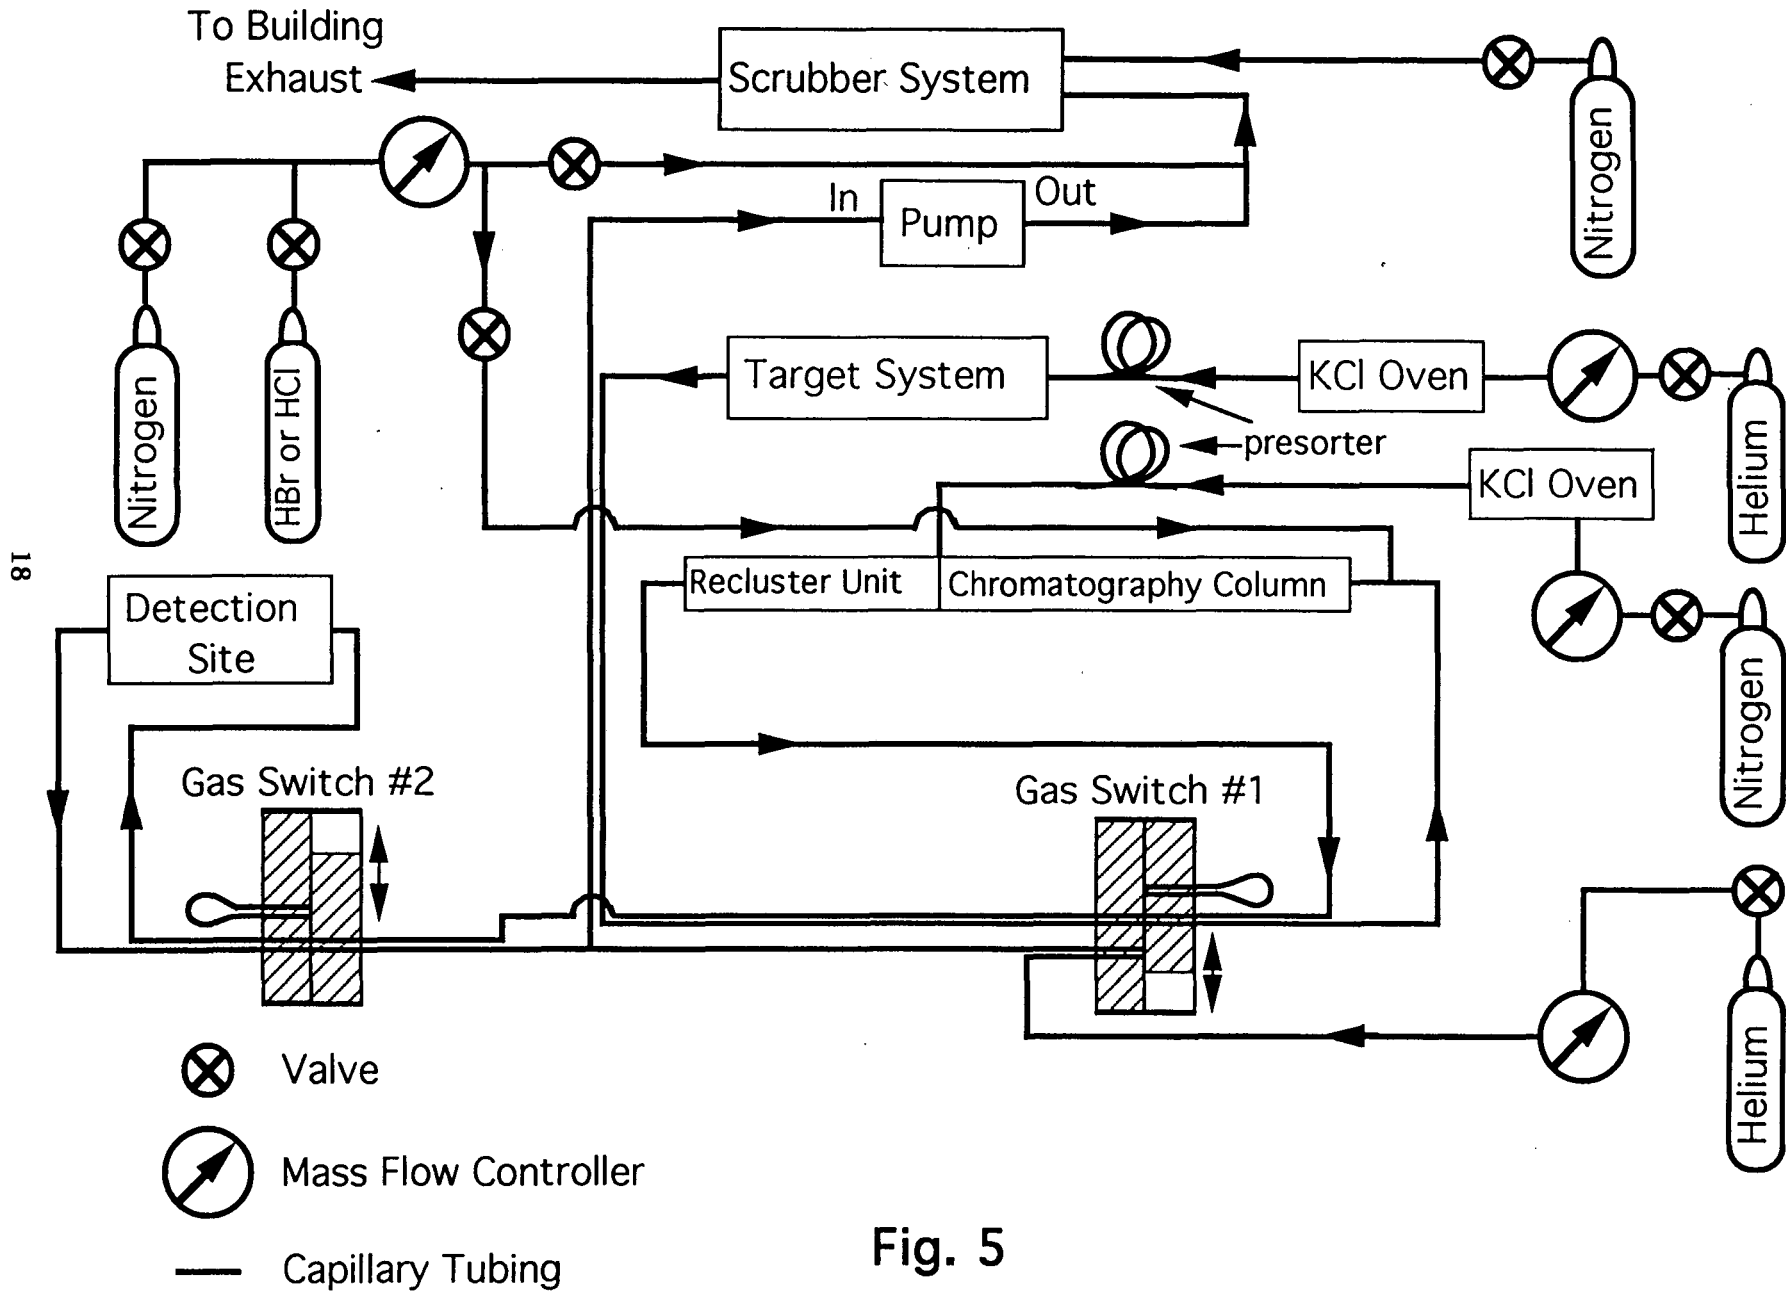 To Building
Exhaust
Scrubber System
Nitrogen
In
Pump
Out
Nitrogen
HBr or HCl
Target System
KCl Oven
Helium
presorter
KCl Oven
18
Recluster Unit
Chromatography Column
Detection
Site
Nitrogen
Gas Switch #2
Gas Switch #1
Helium
Valve
Mass Flow Controller
Capillary Tubing
Fig. 5